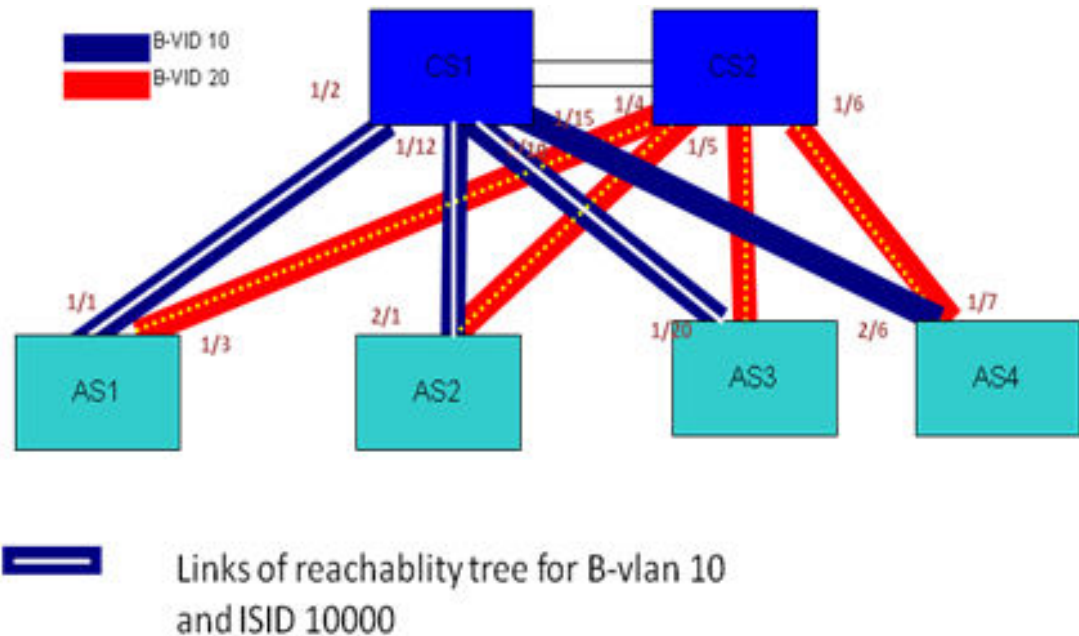 B-VID 10
B-VID 20
CS1
CS2
1/2
1/12
1/15
1/4
1/5
1/6
1/1
1/3
2/1
1/20
2/6
1/7
AS1
AS2
AS3
AS4
Links of reachablity tree for B-vlan 10
and ISID 10000